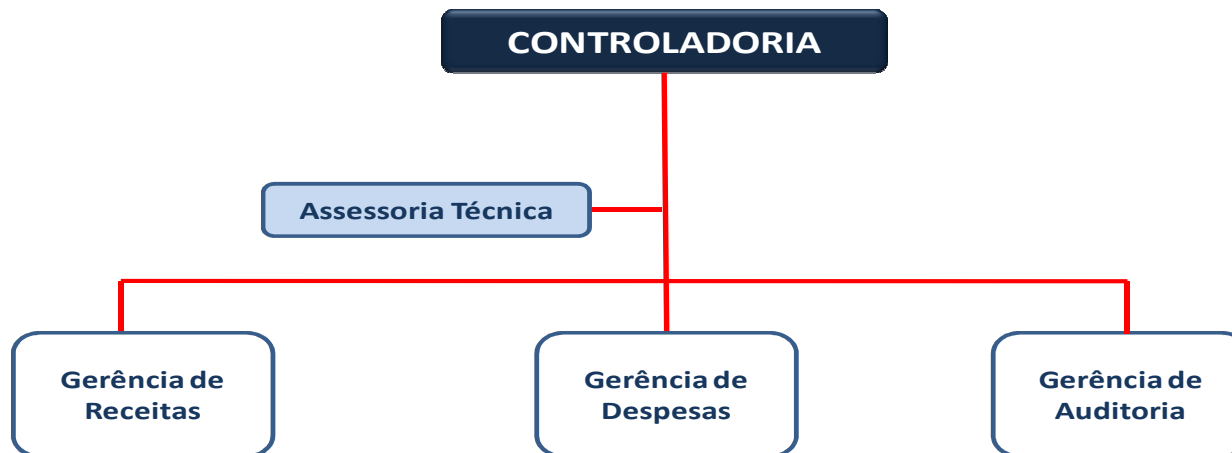 CONTROLADORIA
Assessoria Técnica
Gerência de
Receitas
Gerência de
Despesas
Gerência de
Auditoria